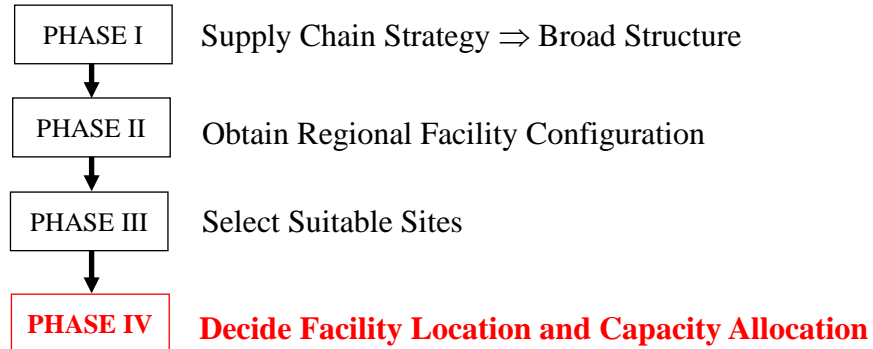 PHASE I Supply Chain Strategy ⇒ Broad Structure
PHASE II Obtain Regional Facility Configuration
PHASE III Select Suitable Sites
PHASE IV Decide Facility Location and Capacity Allocation